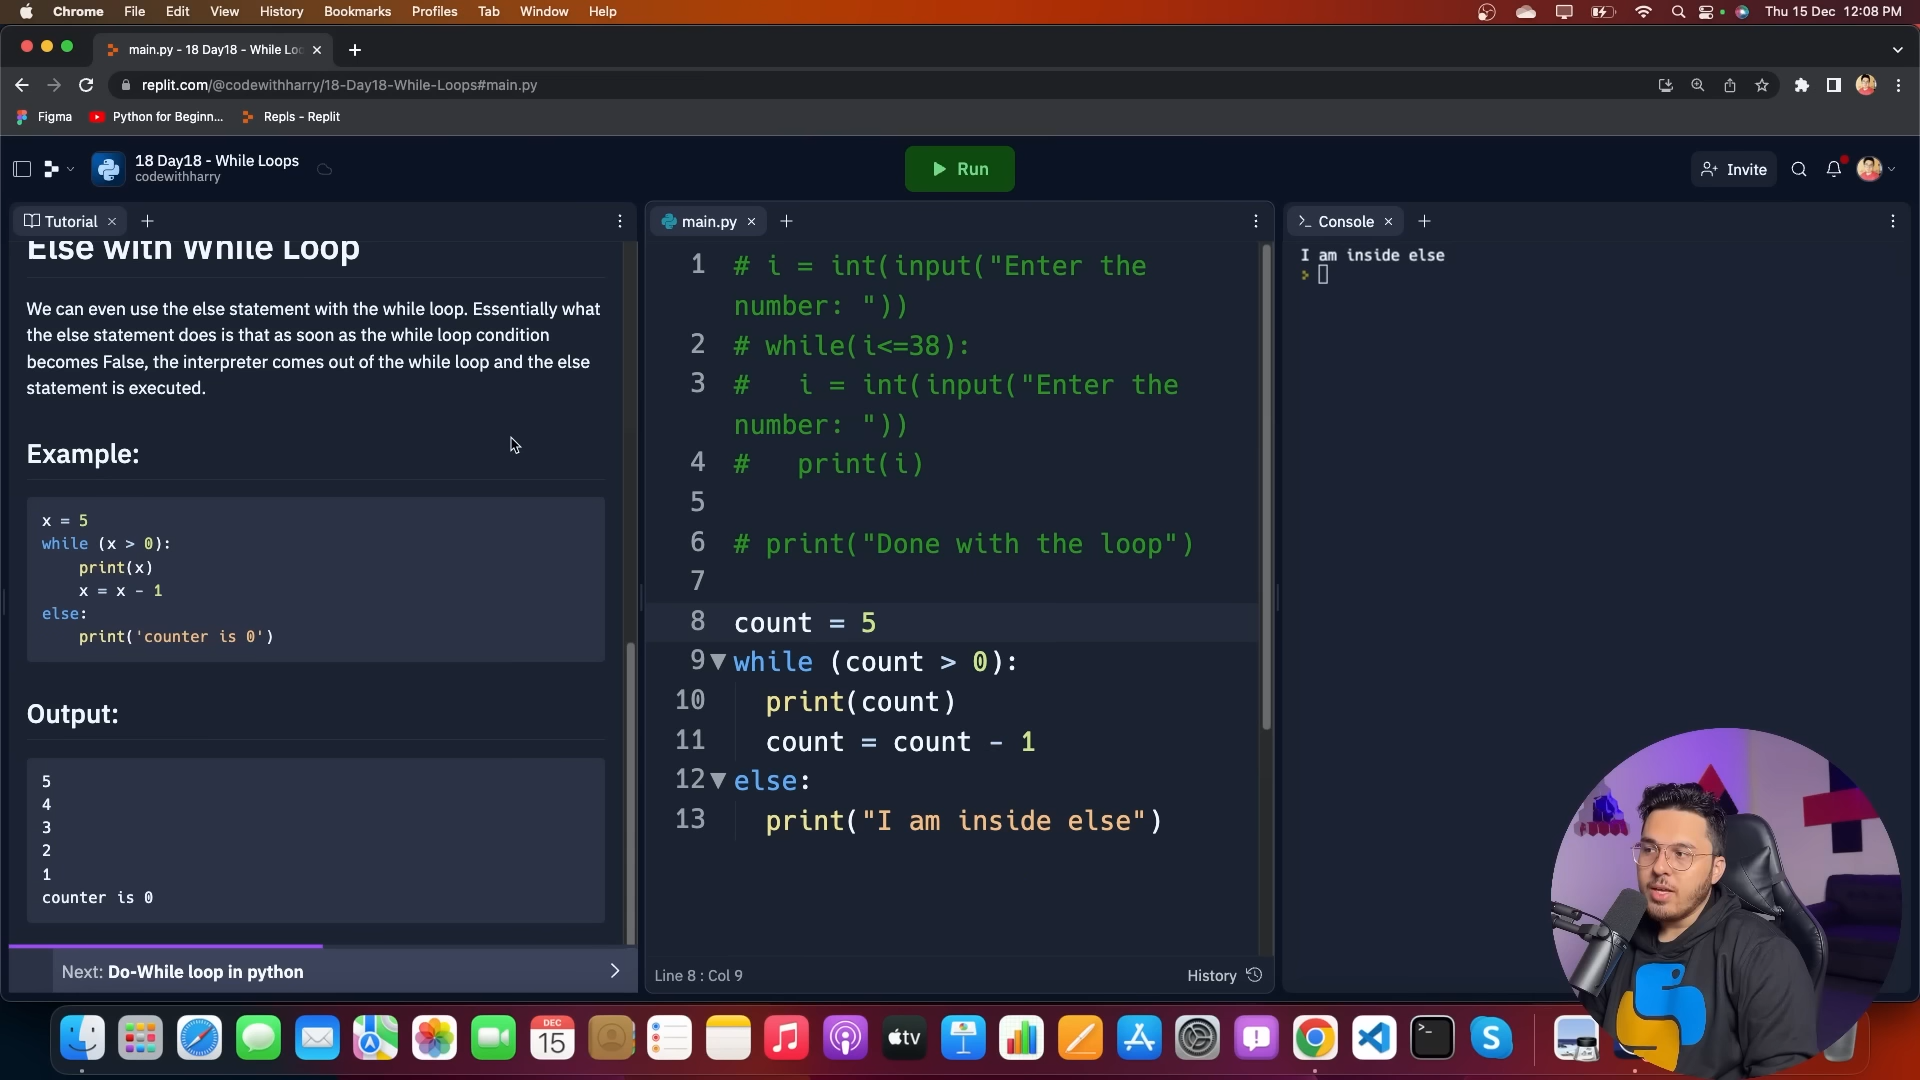 Chrome File Edit View History Bookmarks Profiles Tab Window Help
Thu 15 Dec 12:08 PM
main.py - 18 Day18 - While Loo
replit.com/@codewithharry/18-Day18-While-Loops#main.py
Figma Python for Beginn... Repls - Replit
18 Day18 - While Loops
codewithharry
Run
Invite
Tutorial
Else with While Loop
We can even use the else statement with the while loop. Essentially what
the else statement does is that as soon as the while loop condition
becomes False, the interpreter comes out of the while loop and the else
statement is executed.
Example:
x = 5
while (x > 0):
    print(x)
    x = x - 1
else:
    print('counter is 0')
Output:
5
4
3
2
1
counter is 0
Next: Do-While loop in python
main.py
1 # i = int(input("Enter the
number: "))
2 # while(i<=38):
3 #   i = int(input("Enter the
number: "))
4 #   print(i)
5
6 # print("Done with the loop")
7
8 count = 5
9 while (count > 0):
10   print(count)
11   count = count - 1
12 else:
13   print("I am inside else")
Line 8 : Col 9
History
Console
I am inside else
DEC
15
tv